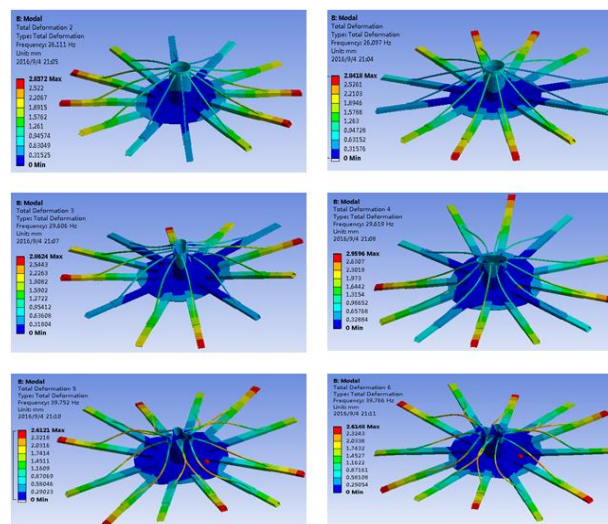 B: Modal
Total Deformation 2
Type: Total Deformation
Frequency: 26,111 Hz
Unit: mm
2016/9/4 21:05
2.8372 Max
2.522
2.2067
1.8915
1.5762
1.261
0.94574
0.63049
0.31525
0 Min
B: Modal
Total Deformation
Type: Total Deformation
Frequency: 26,097 Hz
Unit: mm
2016/9/4 21:04
2.8418 Max
2.5261
2.2103
1.8946
1.5788
1.263
0.94728
0.63152
0.31576
0 Min
B: Modal
Total Deformation 3
Type: Total Deformation
Frequency: 29,606 Hz
Unit: mm
2016/9/4 21:07
2.8624 Max
2.5443
2.2263
1.9082
1.5902
1.2722
0.95412
0.63608
0.31804
0 Min
B: Modal
Total Deformation 4
Type: Total Deformation
Frequency: 29,619 Hz
Unit: mm
2.9596 Max
2.6307
2.3019
1.973
1.6442
1.3154
0.98652
0.65768
0.32884
0 Min
B: Modal
Total Deformation 5
Type: Total Deformation
Frequency: 39,752 Hz
Unit: mm
2.6121 Max
2.3218
2.0316
1.7414
1.4511
1.1609
0.87069
0.58046
0.29023
0 Min
B: Modal
Total Deformation 6
Type: Total Deformation
Frequency: 39,766 Hz
Unit: mm
2016/9/4 21:11
2.6148 Max
2.3243
2.0338
1.7432
1.4527
1.1622
0.87161
0.58108
0.29054
0 Min